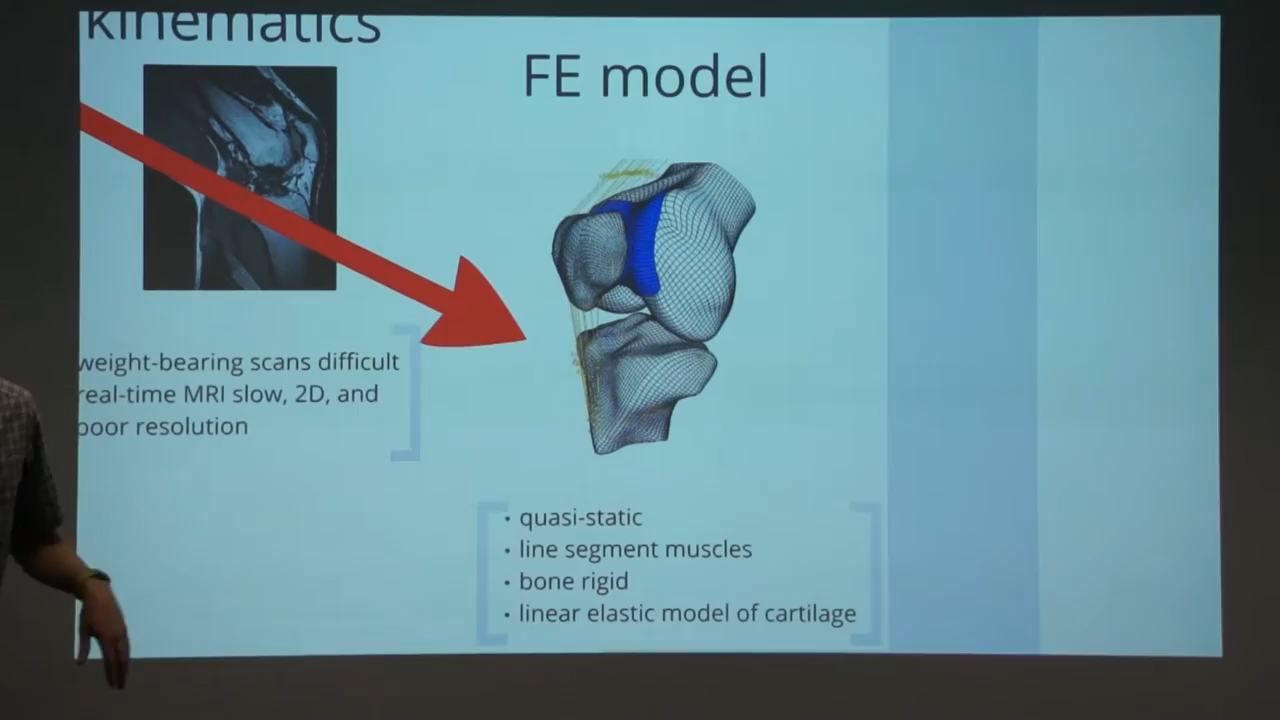 kinematics
FE model
weight-bearing scans difficult
real-time MRI slow, 2D, and
poor resolution
• quasi-static
• line segment muscles
• bone rigid
• linear elastic model of cartilage